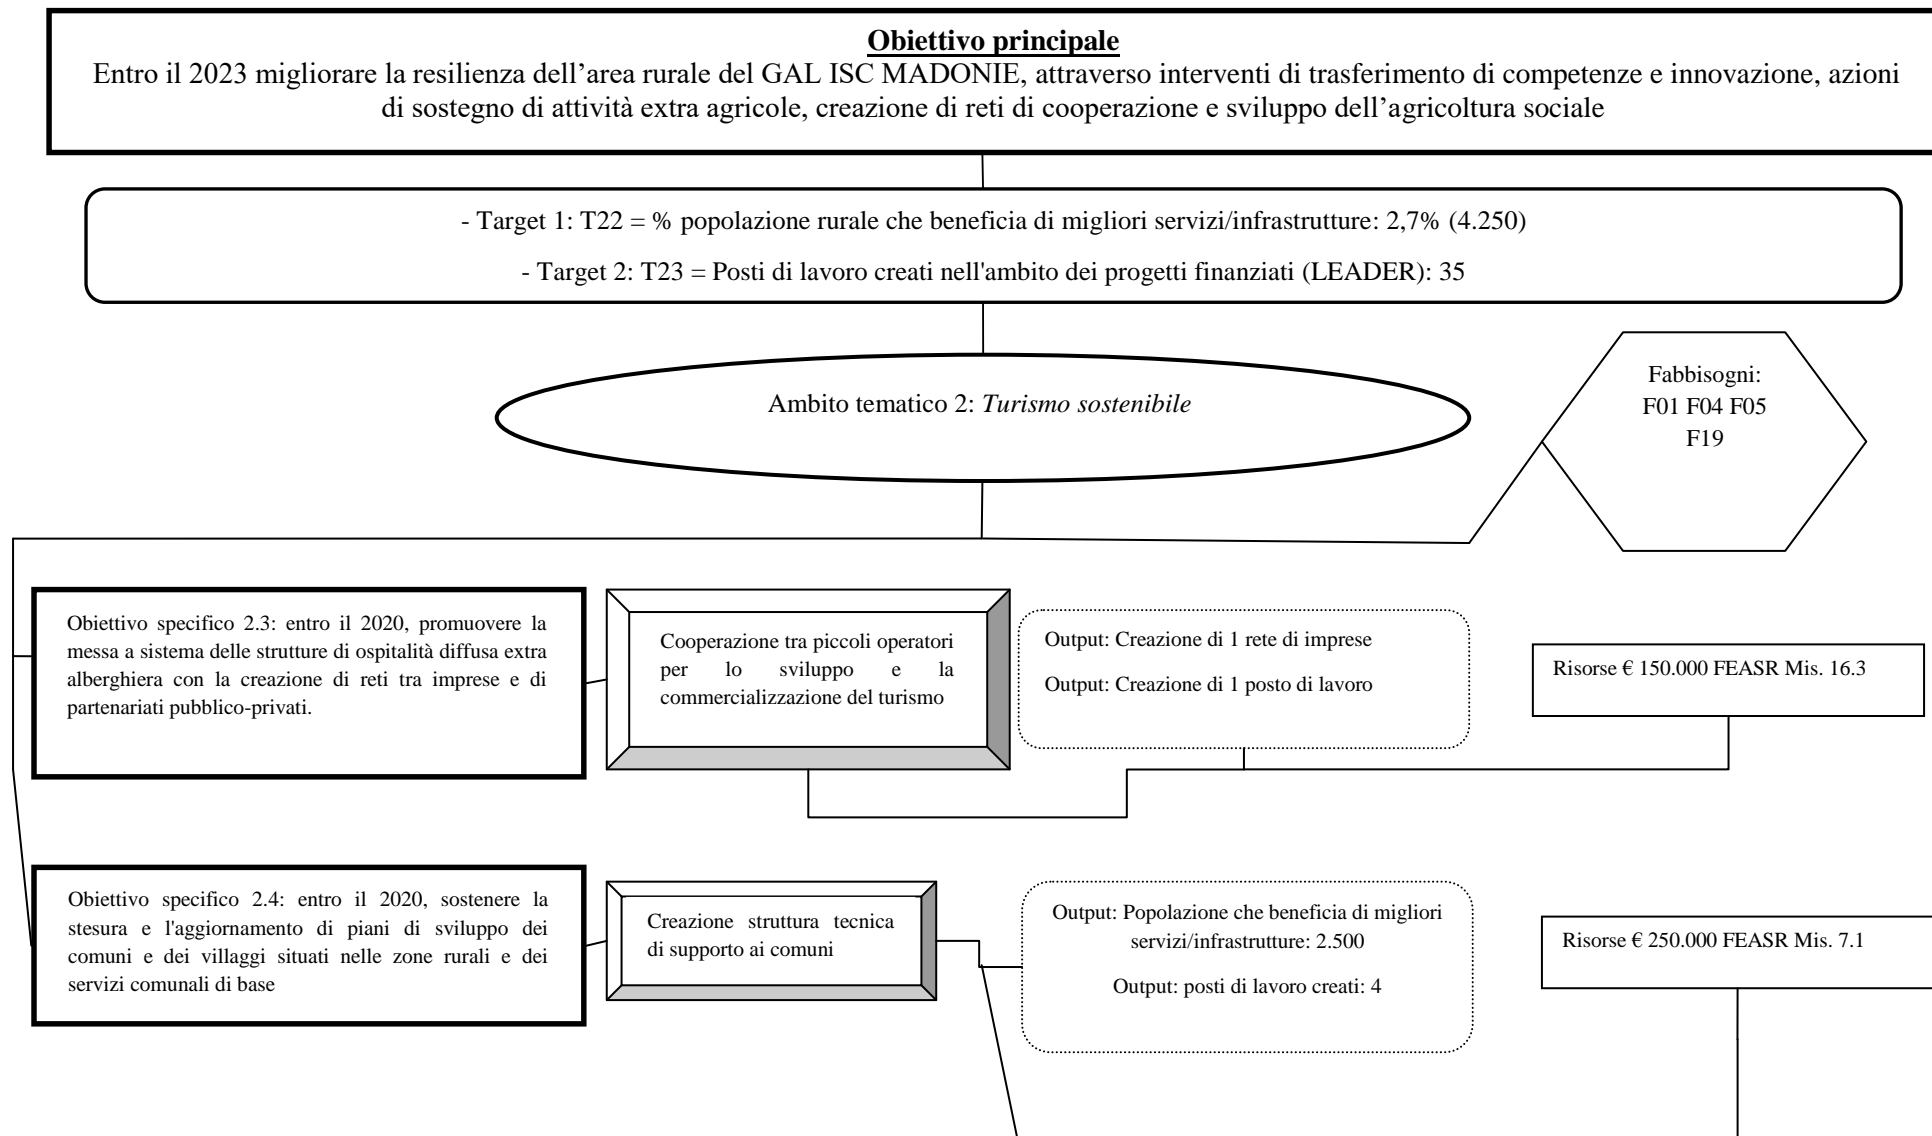 Obiettivo principale
Entro il 2023 migliorare la resilienza dell’area rurale del GAL ISC MADONIE, attraverso interventi di trasferimento di competenze e innovazione, azioni
di sostegno di attività extra agricole, creazione di reti di cooperazione e sviluppo dell’agricoltura sociale
- Target 1: T22 = % popolazione rurale che beneficia di migliori servizi/infrastrutture: 2,7% (4.250)
- Target 2: T23 = Posti di lavoro creati nell'ambito dei progetti finanziati (LEADER): 35
Ambito tematico 2: Turismo sostenibile
Fabbisogni:
F01 F04 F05
F19
Obiettivo specifico 2.3: entro il 2020, promuovere la
messa a sistema delle strutture di ospitalità diffusa extra
alberghiera con la creazione di reti tra imprese e di
partenariati pubblico-privati.
Cooperazione tra piccoli operatori
per lo sviluppo e la
commercializzazione del turismo
Output: Creazione di 1 rete di imprese
Output: Creazione di 1 posto di lavoro
Risorse € 150.000 FEASR Mis. 16.3
Obiettivo specifico 2.4: entro il 2020, sostenere la
stesura e l'aggiornamento di piani di sviluppo dei
comuni e dei villaggi situati nelle zone rurali e dei
servizi comunali di base
Creazione struttura tecnica
di supporto ai comuni
Output: Popolazione che beneficia di migliori
servizi/infrastrutture: 2.500
Output: posti di lavoro creati: 4
Risorse € 250.000 FEASR Mis. 7.1